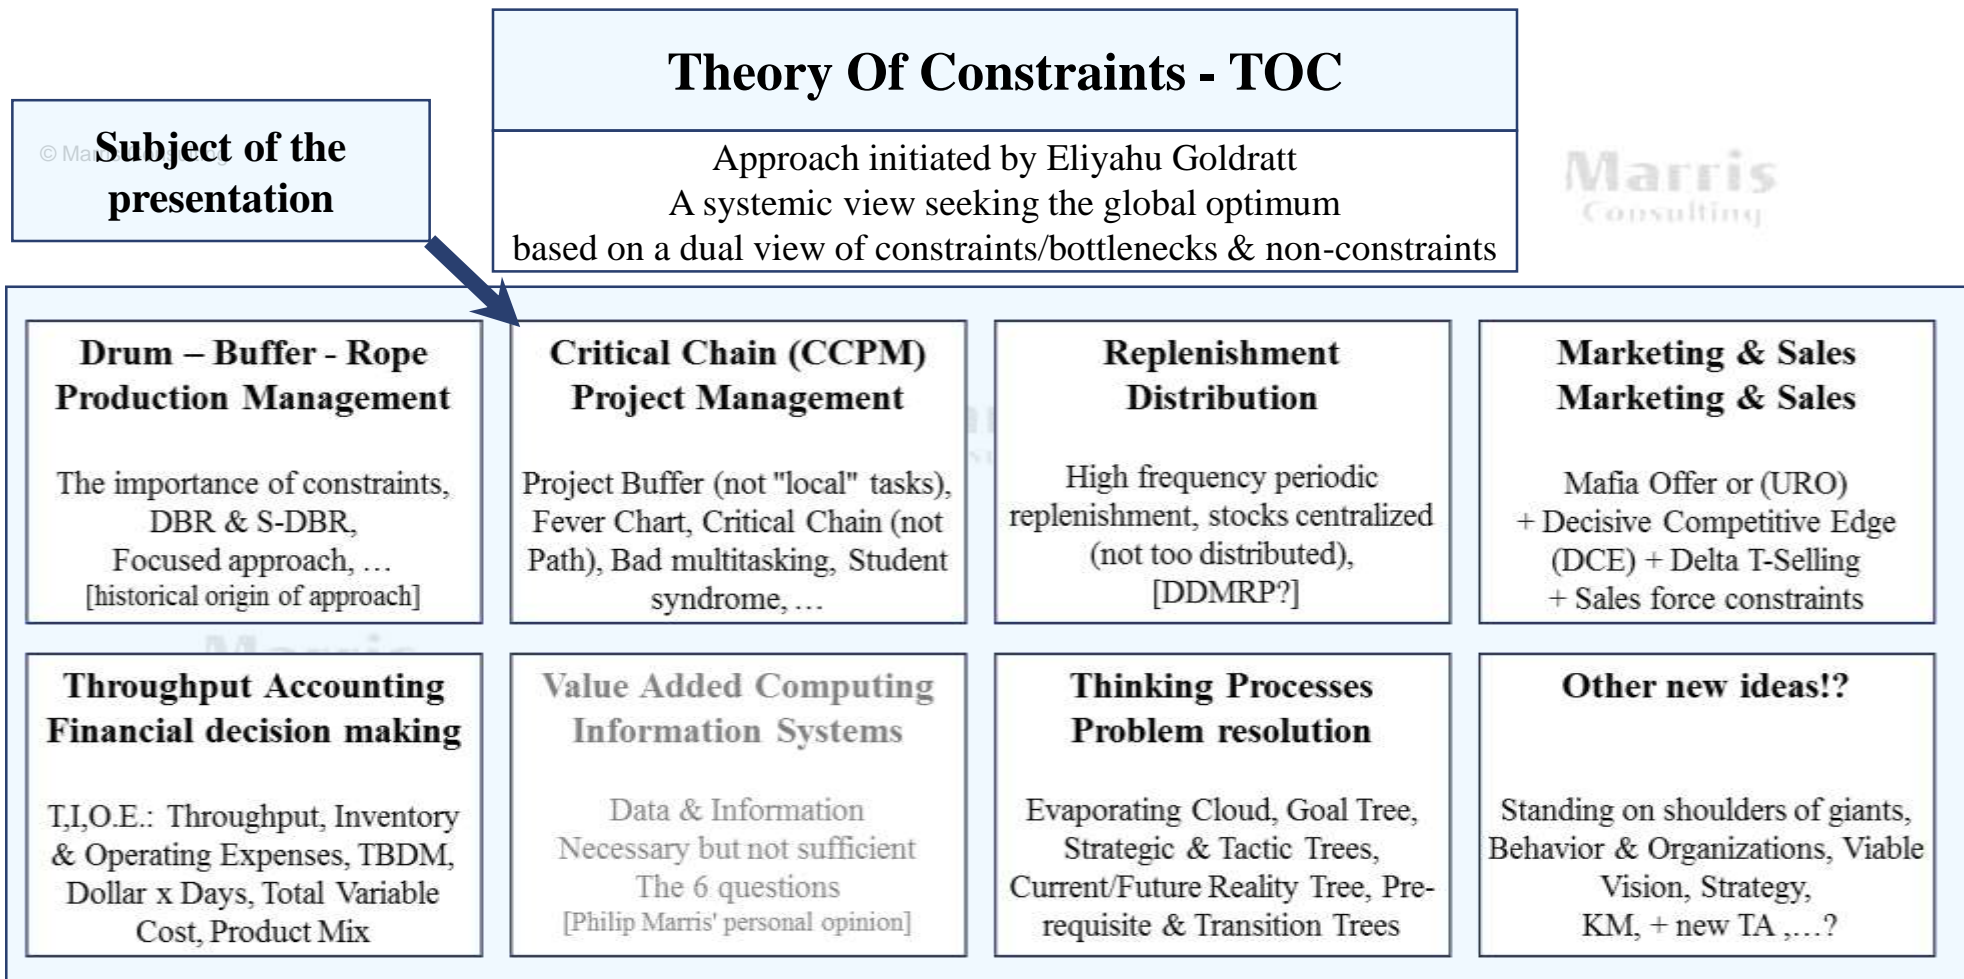 Theory Of Constraints - TOC
Approach initiated by Eliyahu Goldratt
A systemic view seeking the global optimum
based on a dual view of constraints/bottlenecks & non-constraints
Subject of the
presentation
Marris
Consulting
Drum – Buffer - Rope
Production Management
The importance of constraints,
DBR & S-DBR,
Focused approach, …
[historical origin of approach]
Critical Chain (CCPM)
Project Management
Project Buffer (not "local" tasks),
Fever Chart, Critical Chain (not
Path), Bad multitasking, Student
syndrome, …
Replenishment
Distribution
High frequency periodic
replenishment, stocks centralized
(not too distributed),
[DDMRP?]
Marketing & Sales
Marketing & Sales
Mafia Offer or (URO)
+ Decisive Competitive Edge
(DCE) + Delta T-Selling
+ Sales force constraints
Throughput Accounting
Financial decision making
T,I,O.E.: Throughput, Inventory
& Operating Expenses, TBDM,
Dollar x Days, Total Variable
Cost, Product Mix
Value Added Computing
Information Systems
Data & Information
Necessary but not sufficient
The 6 questions
[Philip Marris' personal opinion]
Thinking Processes
Problem resolution
Evaporating Cloud, Goal Tree,
Strategic & Tactic Trees,
Current/Future Reality Tree, Pre-
requisite & Transition Trees
Other new ideas!?
Standing on shoulders of giants,
Behavior & Organizations, Viable
Vision, Strategy,
KM, + new TA ,…?